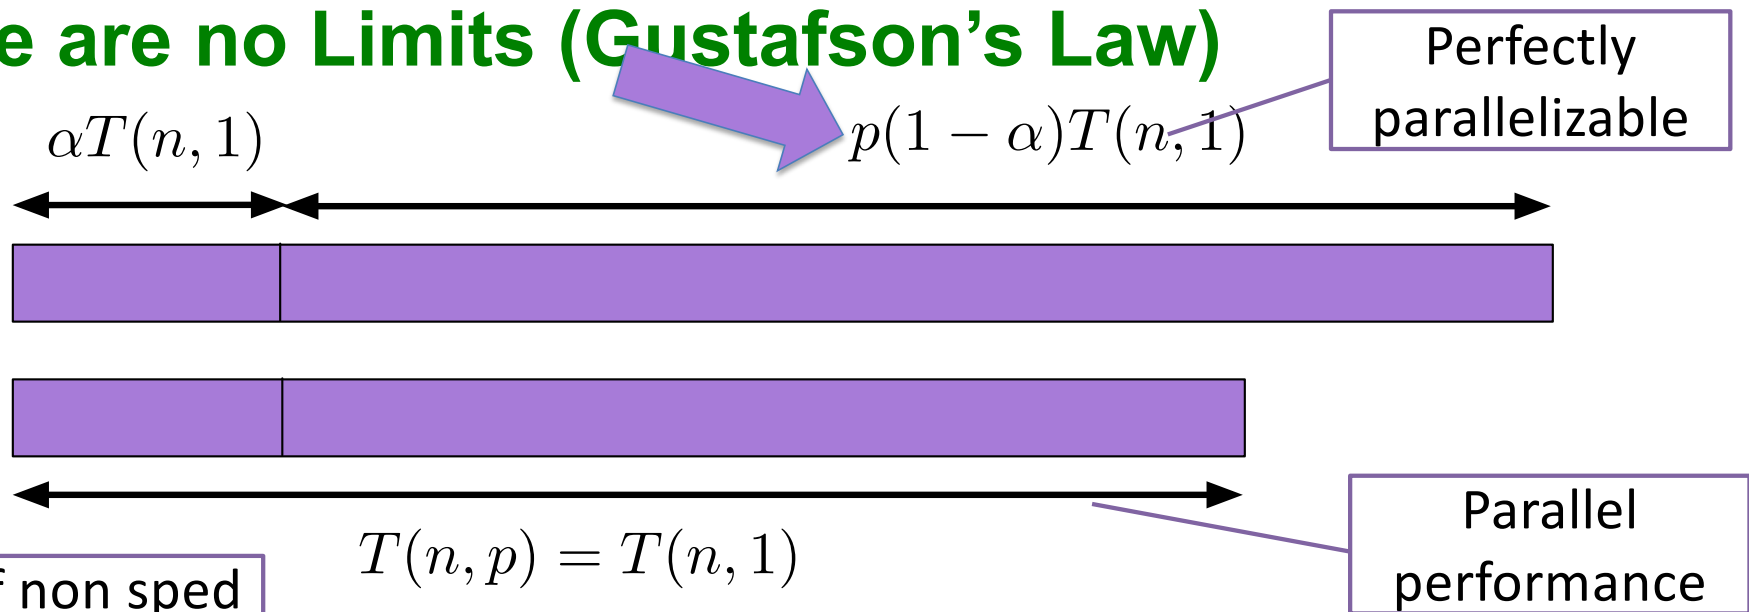 e are no Limits (Gustafson's Law)
Perfectly
parallelizable
αT(n, 1)
p(1 − α)T(n, 1)
T(n, p) = T(n, 1)
Parallel
performance
f non sped